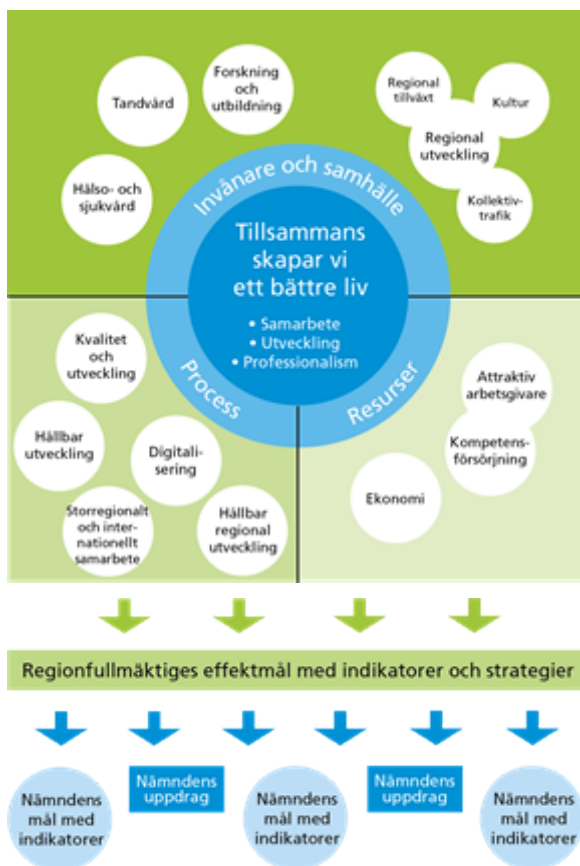 Tandvård
Forskning
och
utbildning
Hälso- och
sjukvård
Regional
tillväxt
Kultur
Regional
utveckling
Kollektiv-
trafik
Invånare och samhälle
Tillsammans
skapar vi
ett bättre liv
• Samarbete
• Utveckling
• Professionalism
Process
Resurser
Kvalitet
och
utveckling
Hållbar
utveckling
Digitali-
sering
Storregionalt
och inter-
nationellt
samarbete
Hållbar
regional
utveckling
Attraktiv
arbetsgivare
Kompetens-
försörjning
Ekonomi
Regionfullmäktiges effektmål med indikatorer och strategier
Nämndens
mål med
indikatorer
Nämndens
uppdrag
Nämndens
mål med
indikatorer
Nämndens
uppdrag
Nämndens
mål med
indikatorer